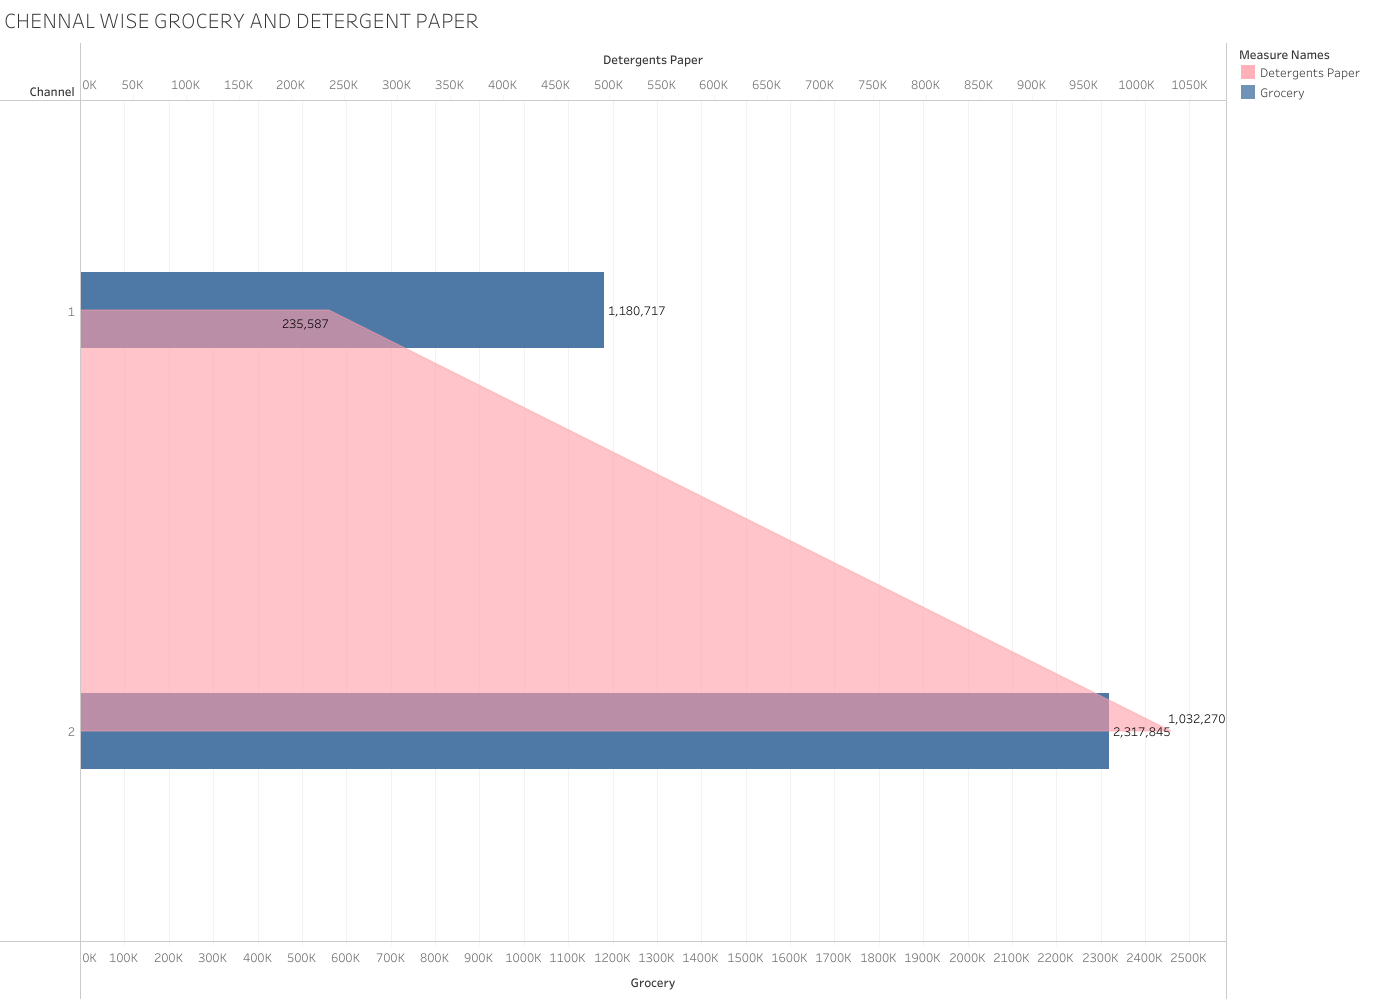 CHENNAL WISE GROCERY AND DETERGENT PAPER
Measure Names
Detergents Paper
Grocery
Detergents Paper
Channel
0K 50K 100K 150K 200K 250K 300K 350K 400K 450K 500K 550K 600K 650K 700K 750K 800K 850K 900K 950K 1000K 1050K
1
1,180,717
235,587
1,032,270
2
2,317,845
0K 100K 200K 300K 400K 500K 600K 700K 800K 900K 1000K 1100K 1200K 1300K 1400K 1500K 1600K 1700K 1800K 1900K 2000K 2100K 2200K 2300K 2400K 2500K
Grocery